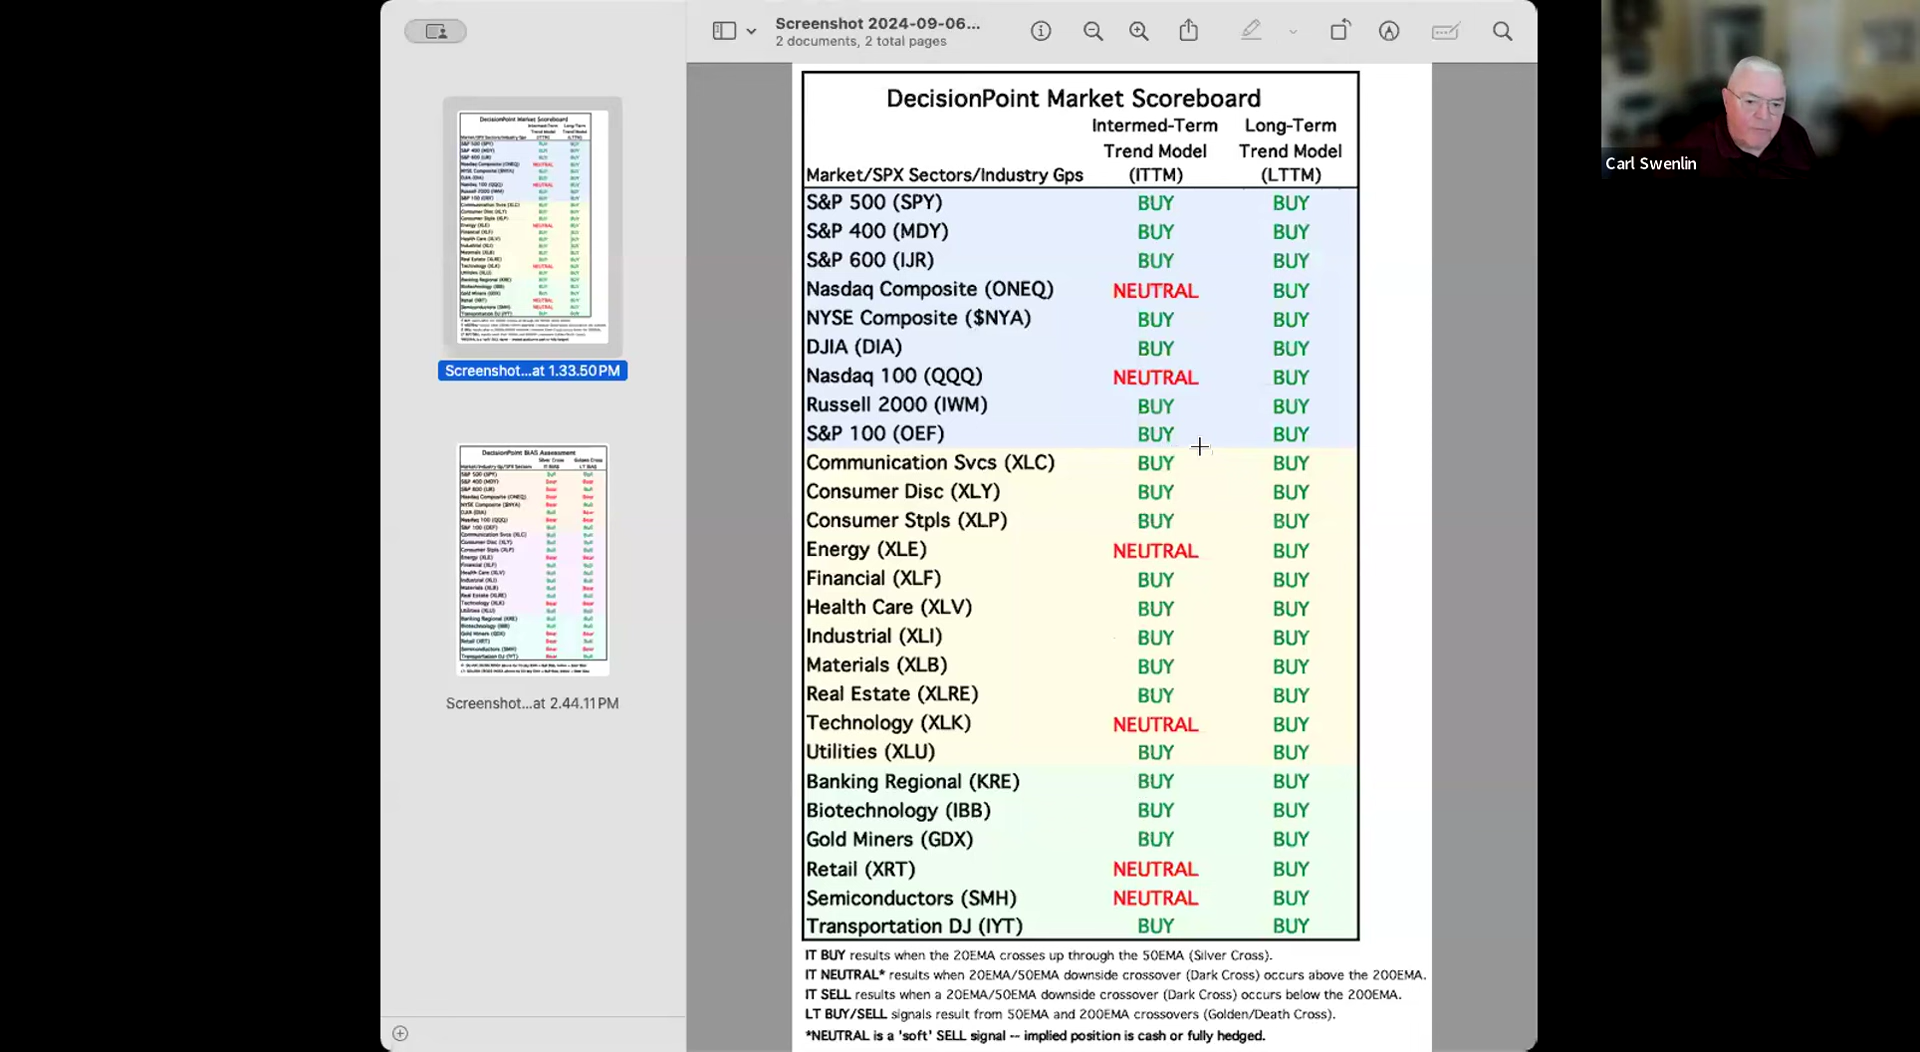 Screenshot 2024-09-06...
2 documents, 2 total pages
Carl Swenlin
Screenshot...at 1.33.50 PM
Screenshot...at 2.44.11 PM
DecisionPoint Market Scoreboard
Intermed-Term Long-Term
Trend Model Trend Model
Market/SPX Sectors/Industry Gps (ITTM) (LTTM)
S&P 500 (SPY) BUY BUY
S&P 400 (MDY) BUY BUY
S&P 600 (IJR) BUY BUY
Nasdaq Composite (ONEQ) NEUTRAL BUY
NYSE Composite ($NYA) BUY BUY
DJIA (DIA) BUY BUY
Nasdaq 100 (QQQ) NEUTRAL BUY
Russell 2000 (IWM) BUY BUY
S&P 100 (OEF) BUY BUY
Communication Svcs (XLC) BUY BUY
Consumer Disc (XLY) BUY BUY
Consumer Stpls (XLP) BUY BUY
Energy (XLE) NEUTRAL BUY
Financial (XLF) BUY BUY
Health Care (XLV) BUY BUY
Industrial (XLI) BUY BUY
Materials (XLB) BUY BUY
Real Estate (XLRE) BUY BUY
Technology (XLK) NEUTRAL BUY
Utilities (XLU) BUY BUY
Banking Regional (KRE) BUY BUY
Biotechnology (IBB) BUY BUY
Gold Miners (GDX) BUY BUY
Retail (XRT) NEUTRAL BUY
Semiconductors (SMH) NEUTRAL BUY
Transportation DJ (IYT) BUY BUY
IT BUY results when the 20EMA crosses up through the 50EMA (Silver Cross).
IT NEUTRAL* results when 20EMA/50EMA downside crossover (Dark Cross) occurs above the 200EMA.
IT SELL results when a 20EMA/50EMA downside crossover (Dark Cross) occurs below the 200EMA.
LT BUY/SELL signals result from 50EMA and 200EMA crossovers (Golden/Death Cross).
*NEUTRAL is a 'soft' SELL signal -- implied position is cash or fully hedged.